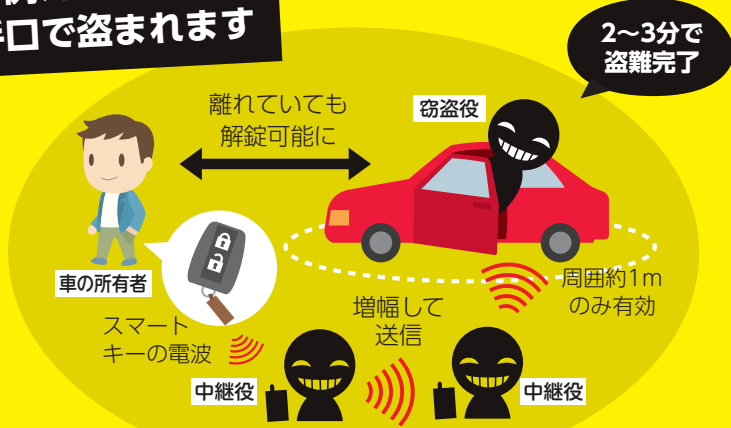 手口で盗まれます
2〜3分で
盗難完了
離れていても
解錠可能に
窃盗役
車の所有者
周囲約1m
のみ有効
増幅して
送信
スマート
キーの電波
中継役
中継役